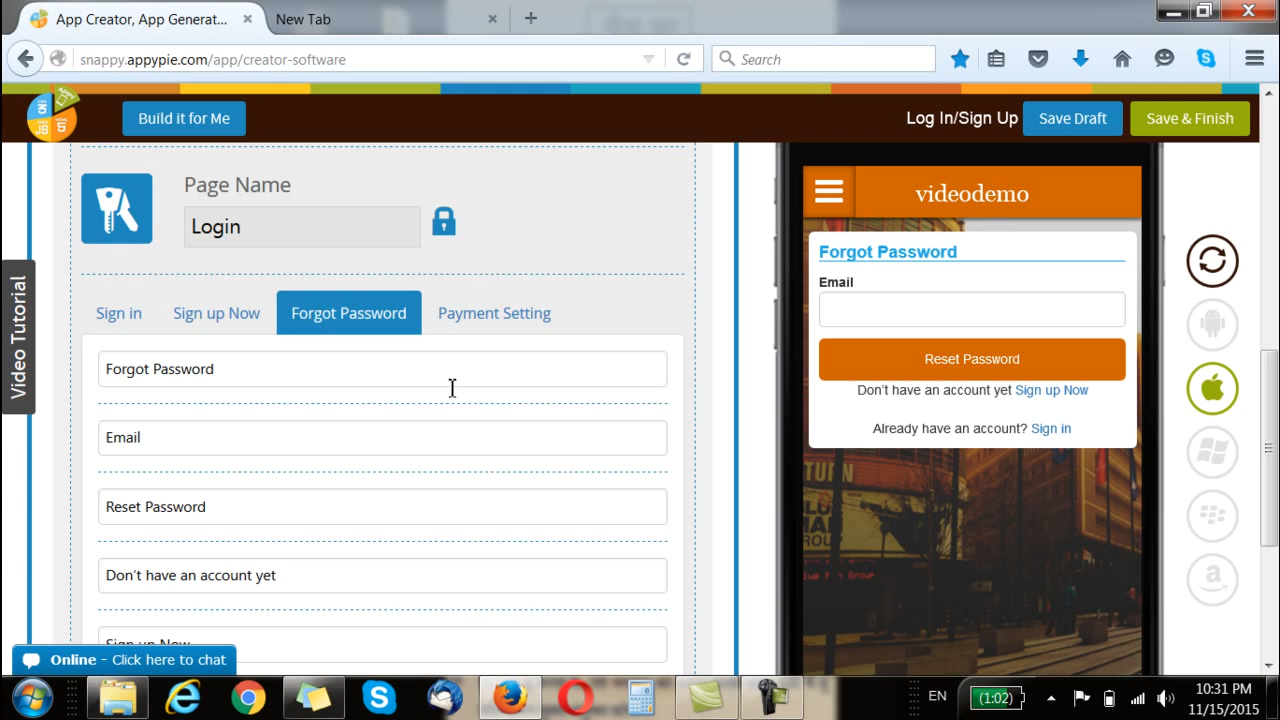 App Creator, App Generat...
New Tab
snappy.appypie.com/app/creator-software
Search
Build it for Me
Log In/Sign Up
Save Draft
Save & Finish
Page Name
Login
Video Tutorial
Sign in
Sign up Now
Forgot Password
Payment Setting
Forgot Password
Email
Reset Password
Don't have an account yet
Sign up Now
Online - Click here to chat
videodemo
Forgot Password
Email
Reset Password
Don't have an account yet Sign up Now
Already have an account? Sign in
EN
(1:02)
10:31 PM
11/15/2015